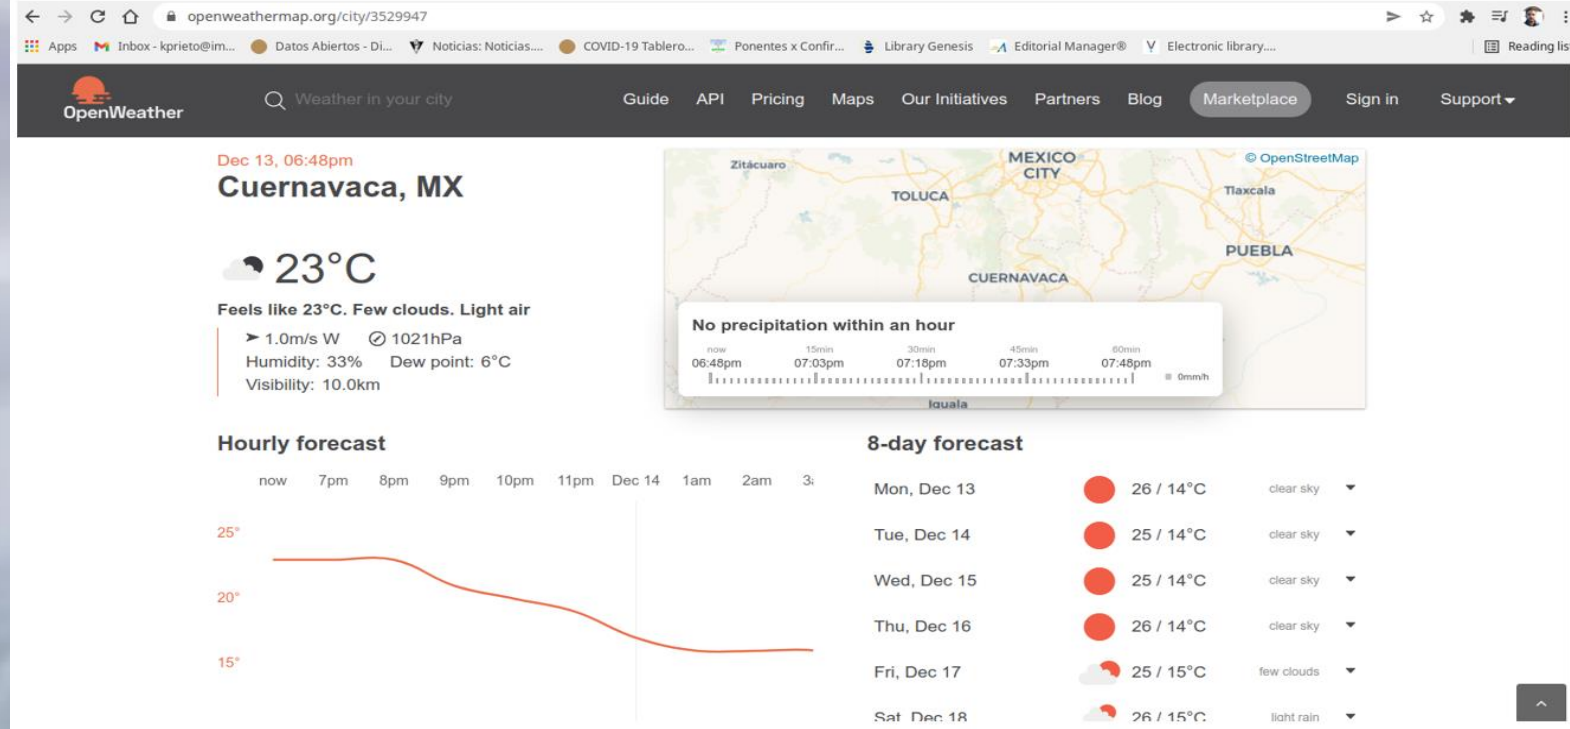 openweathermap.org/city/3529947
Apps Inbox - kprieto@im... Datos Abiertos - Di... Noticias: Noticias.... COVID-19 Tablero... Ponentes x Confir... Library Genesis Editorial Manager® Electronic library.... Reading lis
OpenWeather Weather in your city Guide API Pricing Maps Our Initiatives Partners Blog Marketplace Sign in Support
Dec 13, 06:48pm
Cuernavaca, MX
23°C
Feels like 23°C. Few clouds. Light air
1.0m/s W 1021hPa
Humidity: 33% Dew point: 6°C
Visibility: 10.0km
Zitácuaro MEXICO © OpenStreetMap
CITY
TOLUCA Tlaxcala
PUEBLA
CUERNAVACA
No precipitation within an hour
now 15min 30min 45min 60min
06:48pm 07:03pm 07:18pm 07:33pm 07:48pm
0mm/h
Iguala
Hourly forecast
now 7pm 8pm 9pm 10pm 11pm Dec 14 1am 2am 3a
25°
20°
15°
8-day forecast
Mon, Dec 13 26 / 14°C clear sky
Tue, Dec 14 25 / 14°C clear sky
Wed, Dec 15 25 / 14°C clear sky
Thu, Dec 16 26 / 14°C clear sky
Fri, Dec 17 25 / 15°C few clouds
Sat, Dec 18 26 / 15°C light rain